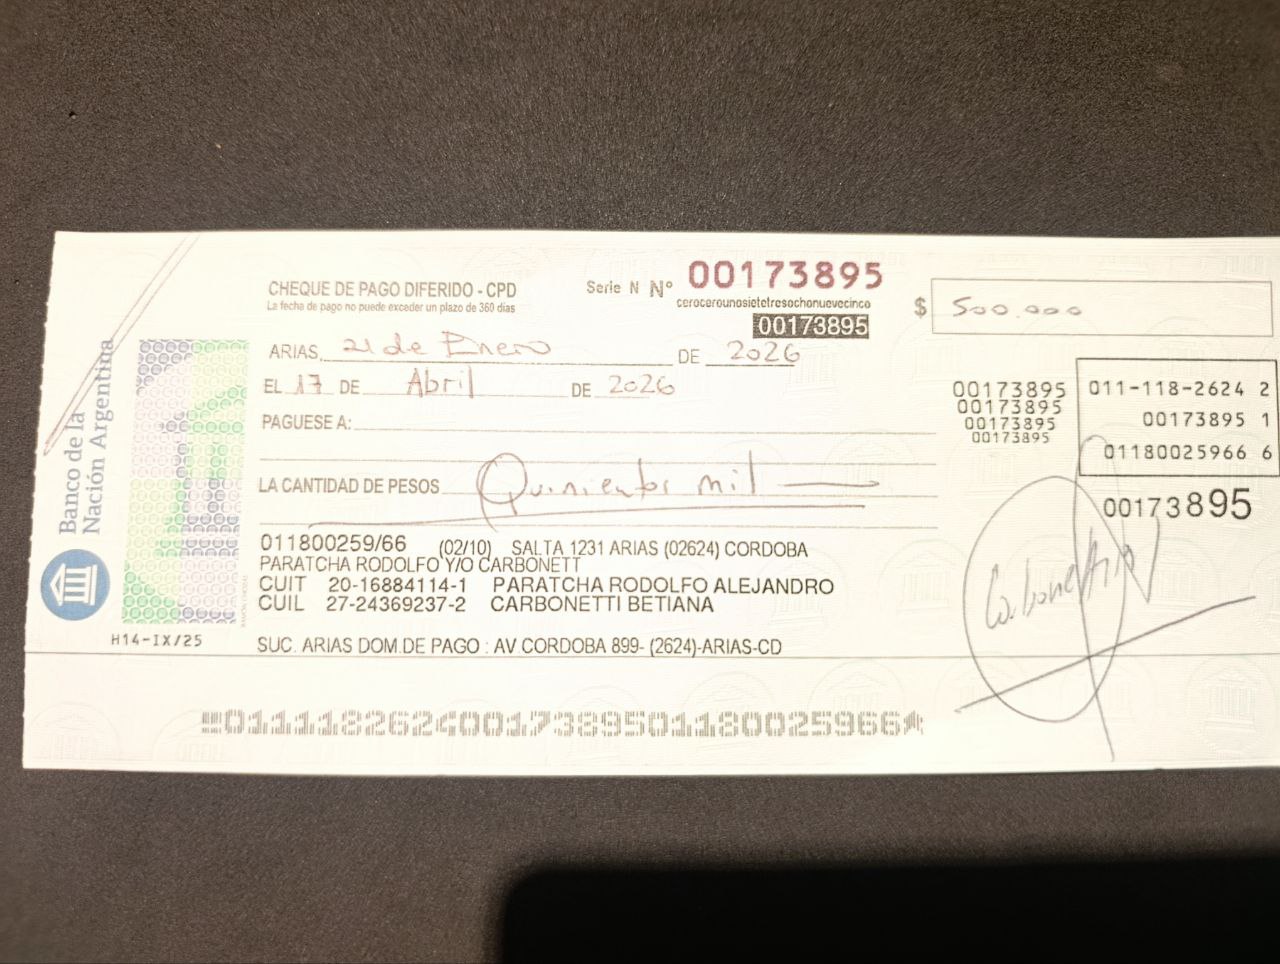 CHEQUE DE PAGO DIFERIDO - CPD
La fecha de pago no puede exceder un plazo de 360 días
Serie N Nº 00173895
cerocerounosietetresochonuevecinco
00173895
$ 500.000
ARIAS, 21 de Enero DE 2026
EL 17 DE Abril DE 2026
PAGUESE A:
LA CANTIDAD DE PESOS Quinientos mil
00173895
00173895
00173895
00173895
011-118-2624 2
00173895 1
01180025966 6
00173895
011800259/66 (02/10) SALTA 1231 ARIAS (02624) CORDOBA
PARATCHA RODOLFO Y/O CARBONETT
CUIT 20-16884114-1 PARATCHA RODOLFO ALEJANDRO
CUIL 27-24369237-2 CARBONETTI BETIANA
SUC. ARIAS DOM.DE PAGO : AV CORDOBA 899- (2624)-ARIAS-CD
Banco de la
Nación Argentina
H14-IX/25
Carbonetti
01111826240017389501180025966